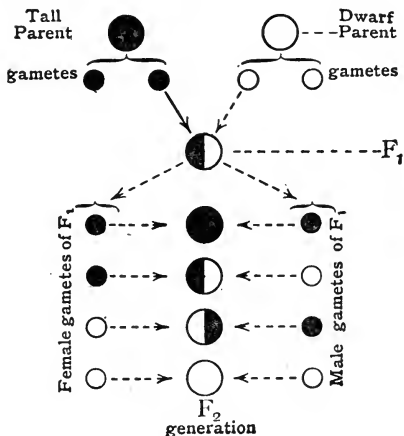 Tall
Parent
Dwarf
Parent
gametes
gametes
F1
Female gametes of F1
Male gametes of F1
F2
generation